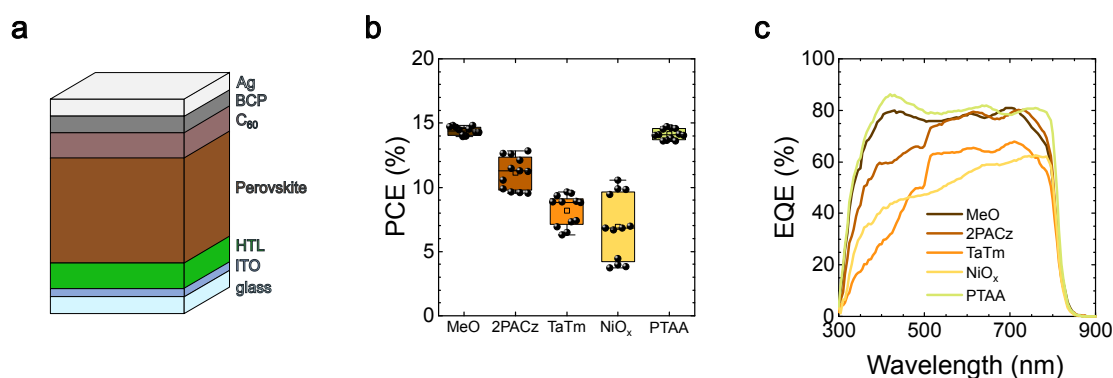 a
Ag
BCP
C₆₀
Perovskite
HTL
ITO
glass
b
PCE (%)
20
15
10
5
0
MeO 2PACz TaTm NiOₓ PTAA
c
EQE (%)
100
80
60
40
20
0
MeO
2PACz
TaTm
NiOₓ
PTAA
300 500 700 900
Wavelength (nm)